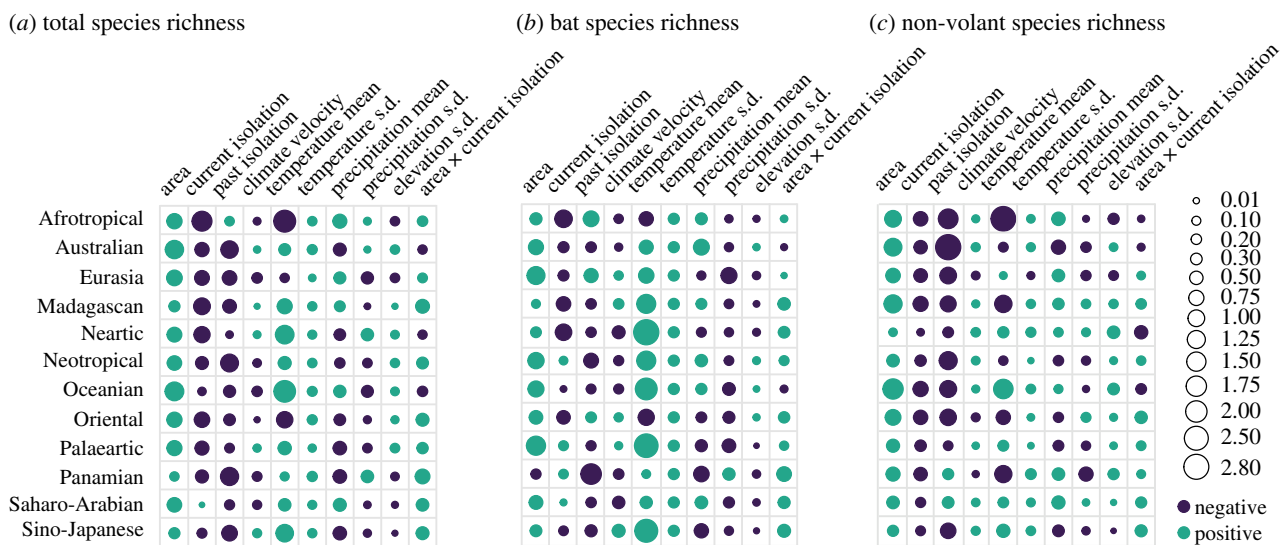 (a) total species richness
(b) bat species richness
(c) non-volant species richness
area
current isolation
past isolation
climate velocity
temperature mean
temperature s.d.
precipitation mean
precipitation s.d.
elevation s.d.
area × current isolation
area
current isolation
past isolation
climate velocity
temperature mean
temperature s.d.
precipitation mean
precipitation s.d.
elevation s.d.
area × current isolation
area
current isolation
past isolation
climate velocity
temperature mean
temperature s.d.
precipitation mean
precipitation s.d.
elevation s.d.
area × current isolation
Afrotropical
Australian
Eurasia
Madagascan
Neartic
Neotropical
Oceanian
Oriental
Palaeartic
Panamian
Saharo-Arabian
Sino-Japanese
0.01
0.10
0.20
0.30
0.50
0.75
1.00
1.25
1.50
1.75
2.00
2.50
2.80
negative
positive